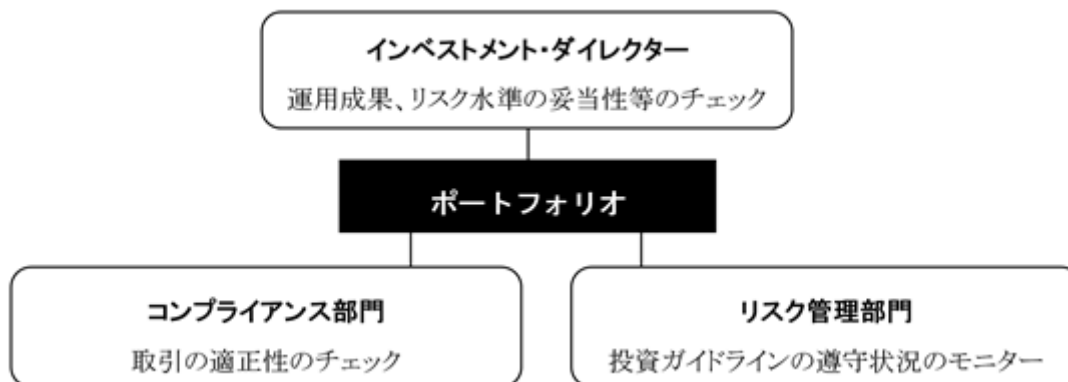 インベストメント・ダイレクター
運用成果、リスク水準の妥当性等のチェック
ポートフォリオ
コンプライアンス部門
取引の適正性のチェック
リスク管理部門
投資ガイドラインの遵守状況のモニター